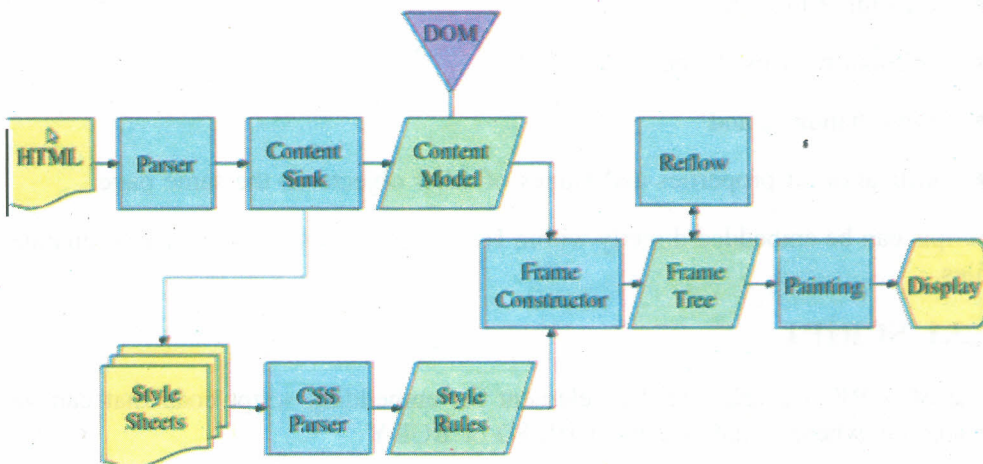 DOM
HTML
Parser
Content
Sink
Content
Model
Reflow
Frame
Constructor
Frame
Tree
Painting
Display
Style
Sheets
CSS
Parser
Style
Rules